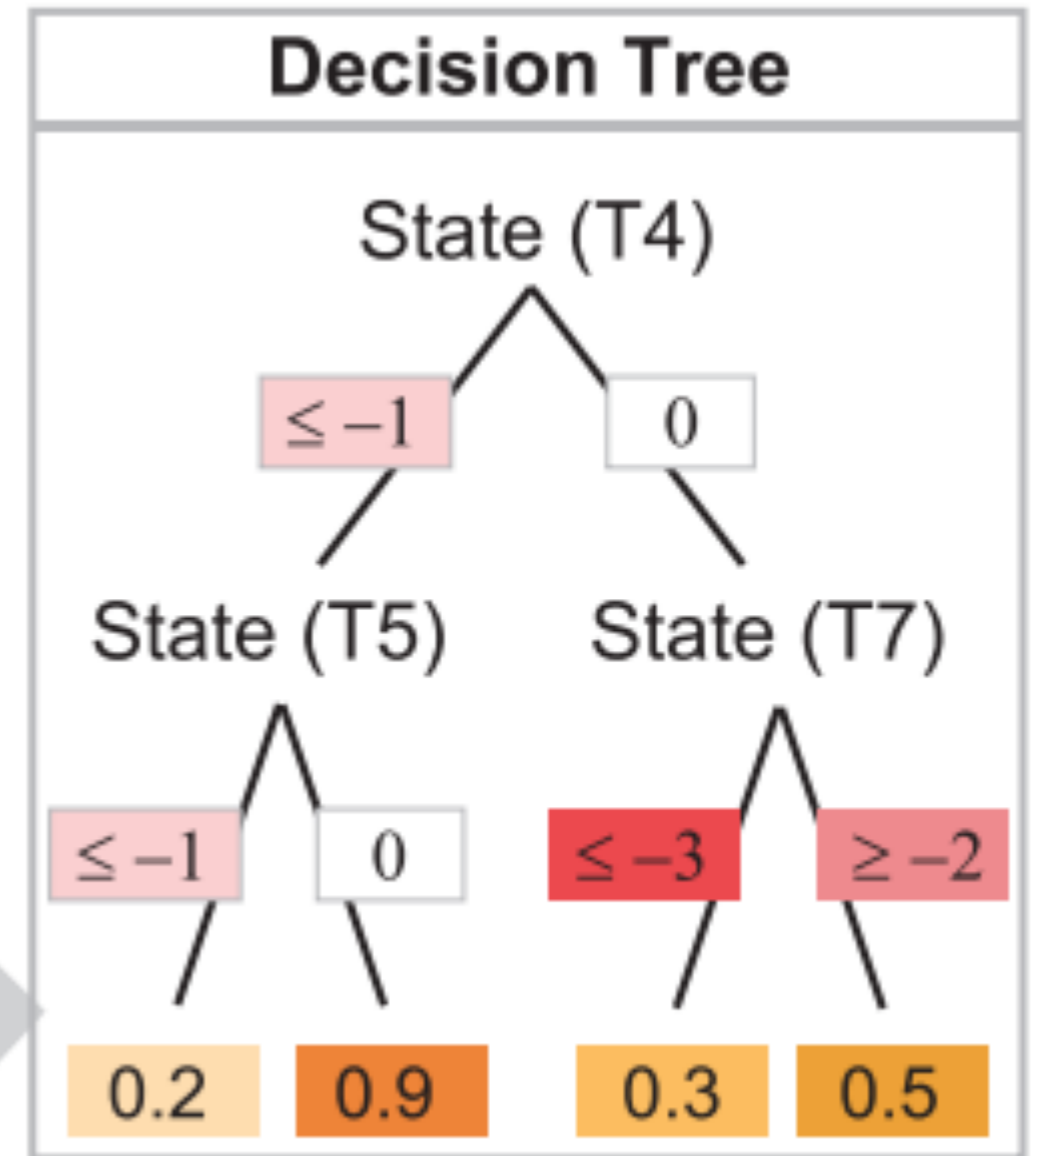 Decision Tree
State (T4)
≤ −1 0
State (T5) State (T7)
≤ −1 0 ≤ −3 ≥ −2
0.2 0.9 0.3 0.5